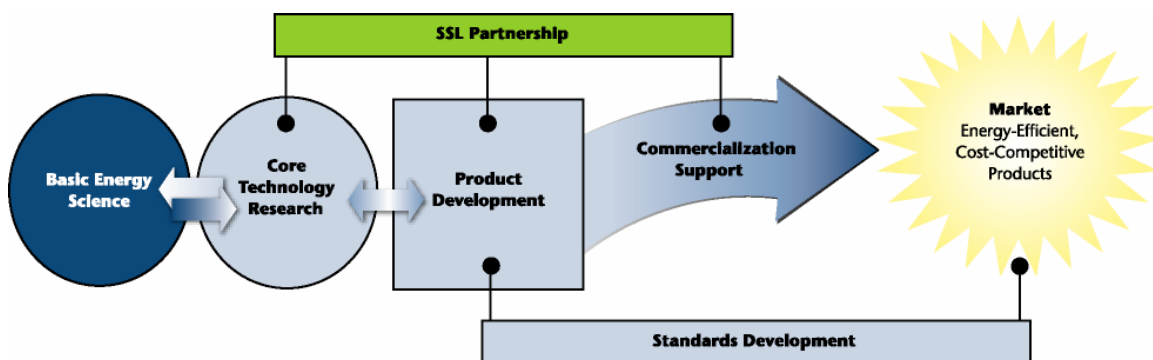 SSL Partnership
Basic Energy
Science
Core
Technology
Research
Product
Development
Commercialization
Support
Market
Energy-Efficient,
Cost-Competitive
Products
Standards Development